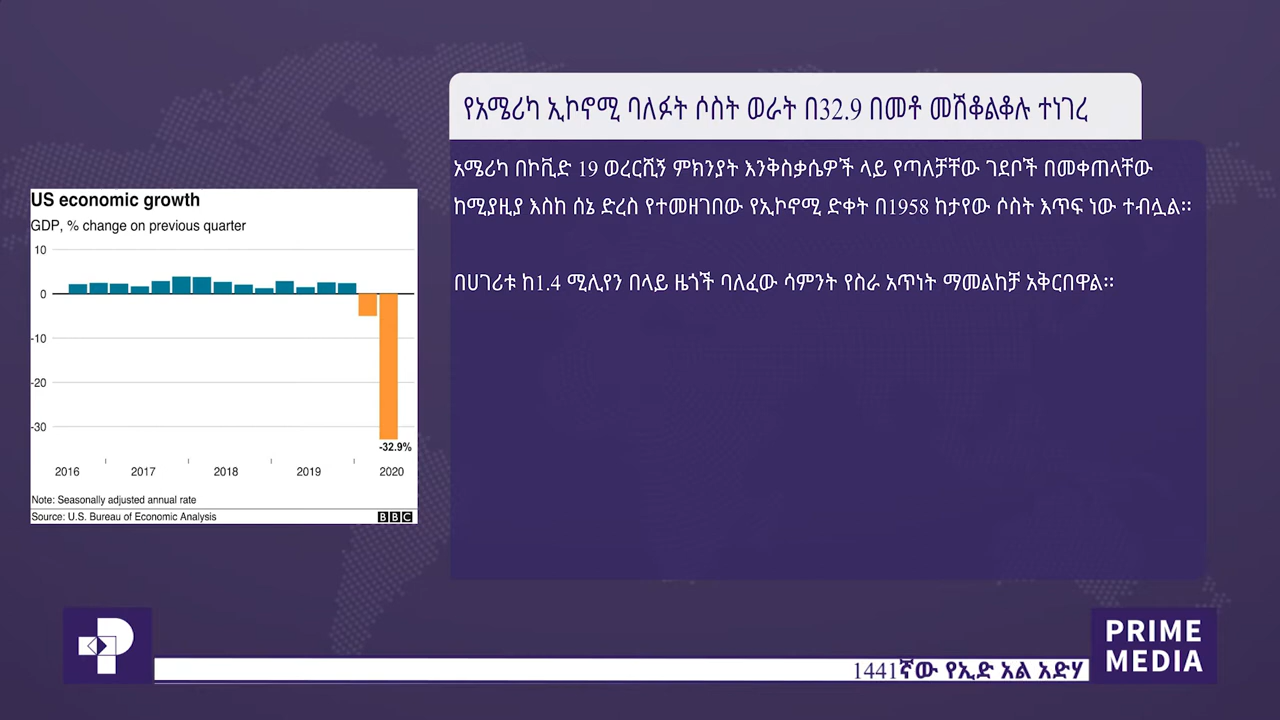 የአሜሪካ ኢኮኖሚ ባለፉት ሶስት ወራት በ32.9 በመቶ መሽቆልቆሉ ተነገረ
አሜሪካ በኮቪድ 19 ወረርሺኝ ምክንያት እንቅስቃሴዎች ላይ የጣለቻቸው ገደቦች በመቀጠላቸው
ከሚያዚያ እስከ ሰኔ ድረስ የተመዘገበው የኢኮኖሚ ድቀት በ1958 ከታየው ሶስት እጥፍ ነው ተብሏል፡፡
በሀገሪቱ ከ1.4 ሚሊየን በላይ ዜጎች ባለፈው ሳምንት የስራ አጥነት ማመልከቻ አቅርበዋል፡፡
US economic growth
GDP, % change on previous quarter
10
0
-10
-20
-30
-32.9%
2016 2017 2018 2019 2020
Note: Seasonally adjusted annual rate
Source: U.S. Bureau of Economic Analysis BBC
1441ኛው የኢድ አል አድሃ
PRIME
MEDIA